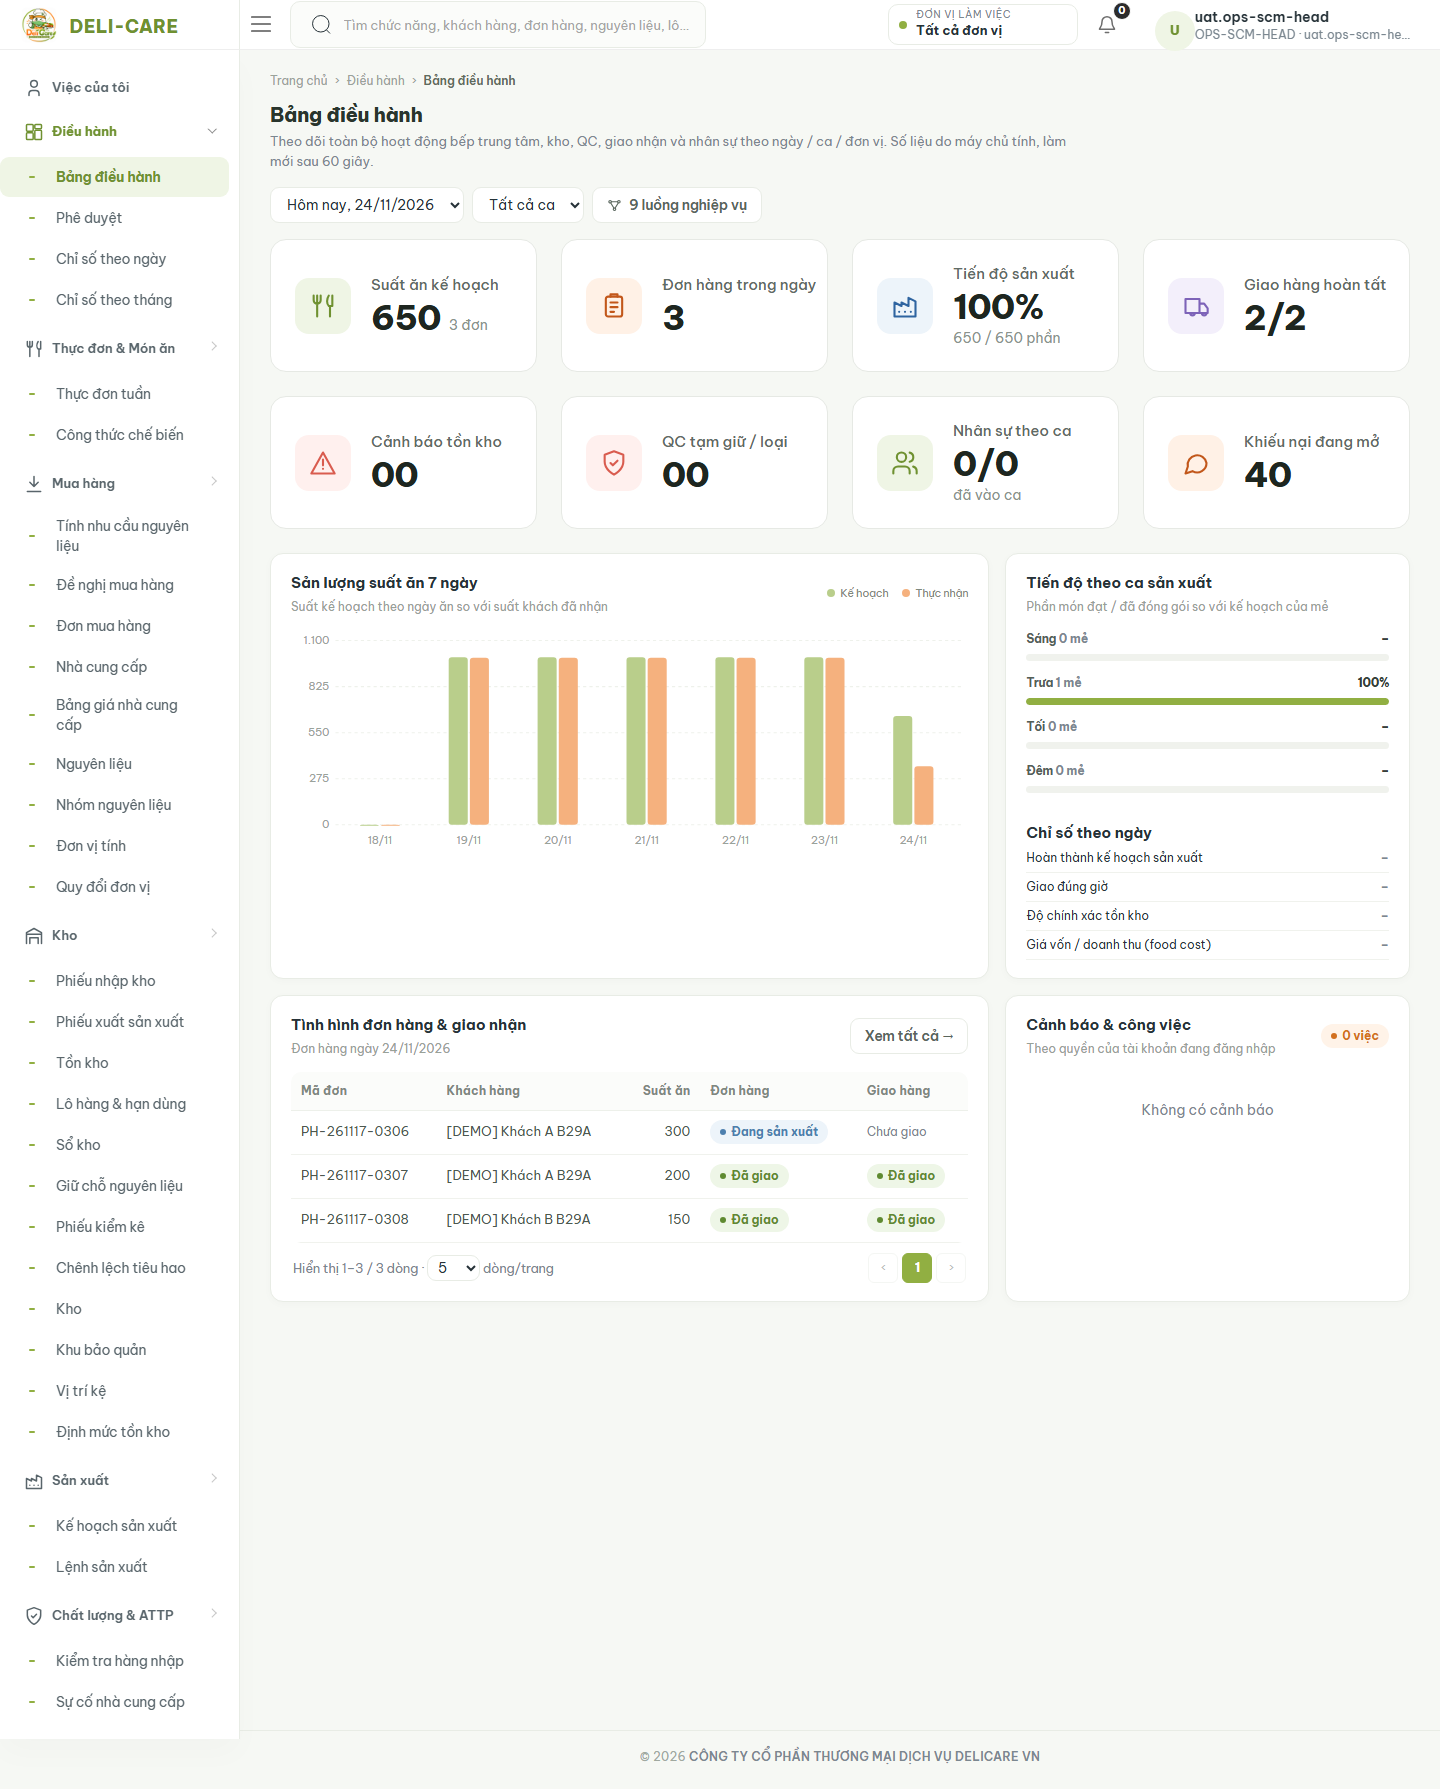 DELI-CARE
Tìm chức năng, khách hàng, đơn hàng, nguyên liệu, lô...
ĐƠN VỊ LÀM VIỆC
Tất cả đơn vị
0
U
uat.ops-scm-head
OPS-SCM-HEAD · uat.ops-scm-he...
Việc của tôi
Điều hành
Bảng điều hành
Phê duyệt
Chỉ số theo ngày
Chỉ số theo tháng
Thực đơn & Món ăn
Thực đơn tuần
Công thức chế biến
Mua hàng
Tính nhu cầu nguyên
liệu
Đề nghị mua hàng
Đơn mua hàng
Nhà cung cấp
Bảng giá nhà cung
cấp
Nguyên liệu
Nhóm nguyên liệu
Đơn vị tính
Quy đổi đơn vị
Kho
Phiếu nhập kho
Phiếu xuất sản xuất
Tồn kho
Lô hàng & hạn dùng
Sổ kho
Giữ chỗ nguyên liệu
Phiếu kiểm kê
Chênh lệch tiêu hao
Kho
Khu bảo quản
Vị trí kệ
Định mức tồn kho
Sản xuất
Kế hoạch sản xuất
Lệnh sản xuất
Chất lượng & ATTP
Kiểm tra hàng nhập
Sự cố nhà cung cấp
Trang chủ › Điều hành › Bảng điều hành
Bảng điều hành
Theo dõi toàn bộ hoạt động bếp trung tâm, kho, QC, giao nhận và nhân sự theo ngày / ca / đơn vị. Số liệu do máy chủ tính, làm
mới sau 60 giây.
Hôm nay, 24/11/2026
Tất cả ca
9 luồng nghiệp vụ
Suất ăn kế hoạch
650 3 đơn
Đơn hàng trong ngày
3
Tiến độ sản xuất
100%
650 / 650 phần
Giao hàng hoàn tất
2/2
Cảnh báo tồn kho
00
QC tạm giữ / loại
00
Nhân sự theo ca
0/0
đã vào ca
Khiếu nại đang mở
40
Sản lượng suất ăn 7 ngày
Suất kế hoạch theo ngày ăn so với suất khách đã nhận
Kế hoạch
Thực nhận
1.100
825
550
275
0
18/11
19/11
20/11
21/11
22/11
23/11
24/11
Tiến độ theo ca sản xuất
Phần món đạt / đã đóng gói so với kế hoạch của mẻ
Sáng 0 mẻ –
Trưa 1 mẻ 100%
Tối 0 mẻ –
Đêm 0 mẻ –
Chỉ số theo ngày
Hoàn thành kế hoạch sản xuất –
Giao đúng giờ –
Độ chính xác tồn kho –
Giá vốn / doanh thu (food cost) –
Tình hình đơn hàng & giao nhận
Đơn hàng ngày 24/11/2026
Xem tất cả →
Mã đơn Khách hàng Suất ăn Đơn hàng Giao hàng
PH-261117-0306 [DEMO] Khách A B29A 300 Đang sản xuất Chưa giao
PH-261117-0307 [DEMO] Khách A B29A 200 Đã giao Đã giao
PH-261117-0308 [DEMO] Khách B B29A 150 Đã giao Đã giao
Hiển thị 1–3 / 3 dòng · 5 dòng/trang
‹ 1 ›
Cảnh báo & công việc
Theo quyền của tài khoản đang đăng nhập
0 việc
Không có cảnh báo
© 2026 CÔNG TY CỔ PHẦN THƯƠNG MẠI DỊCH VỤ DELICARE VN